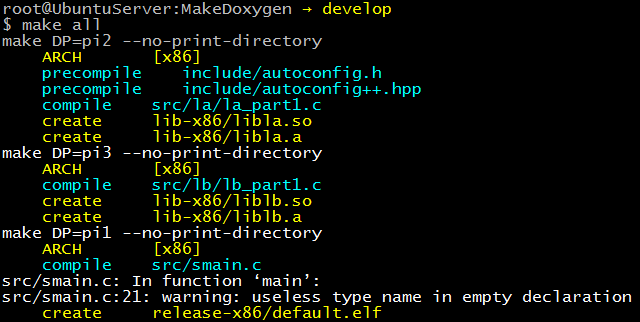 root@UbuntuServer:MakeDoxygen → develop
$ make all
make DP=pi2 --no-print-directory
ARCH [x86]
precompile include/autoconfig.h
precompile include/autoconfig++.hpp
compile src/la/la_part1.c
create lib-x86/libla.so
create lib-x86/libla.a
make DP=pi3 --no-print-directory
ARCH [x86]
compile src/lb/lb_part1.c
create lib-x86/liblb.so
create lib-x86/liblb.a
make DP=pi1 --no-print-directory
ARCH [x86]
compile src/smain.c
src/smain.c: In function ‘main’:
src/smain.c:21: warning: useless type name in empty declaration
create release-x86/default.elf